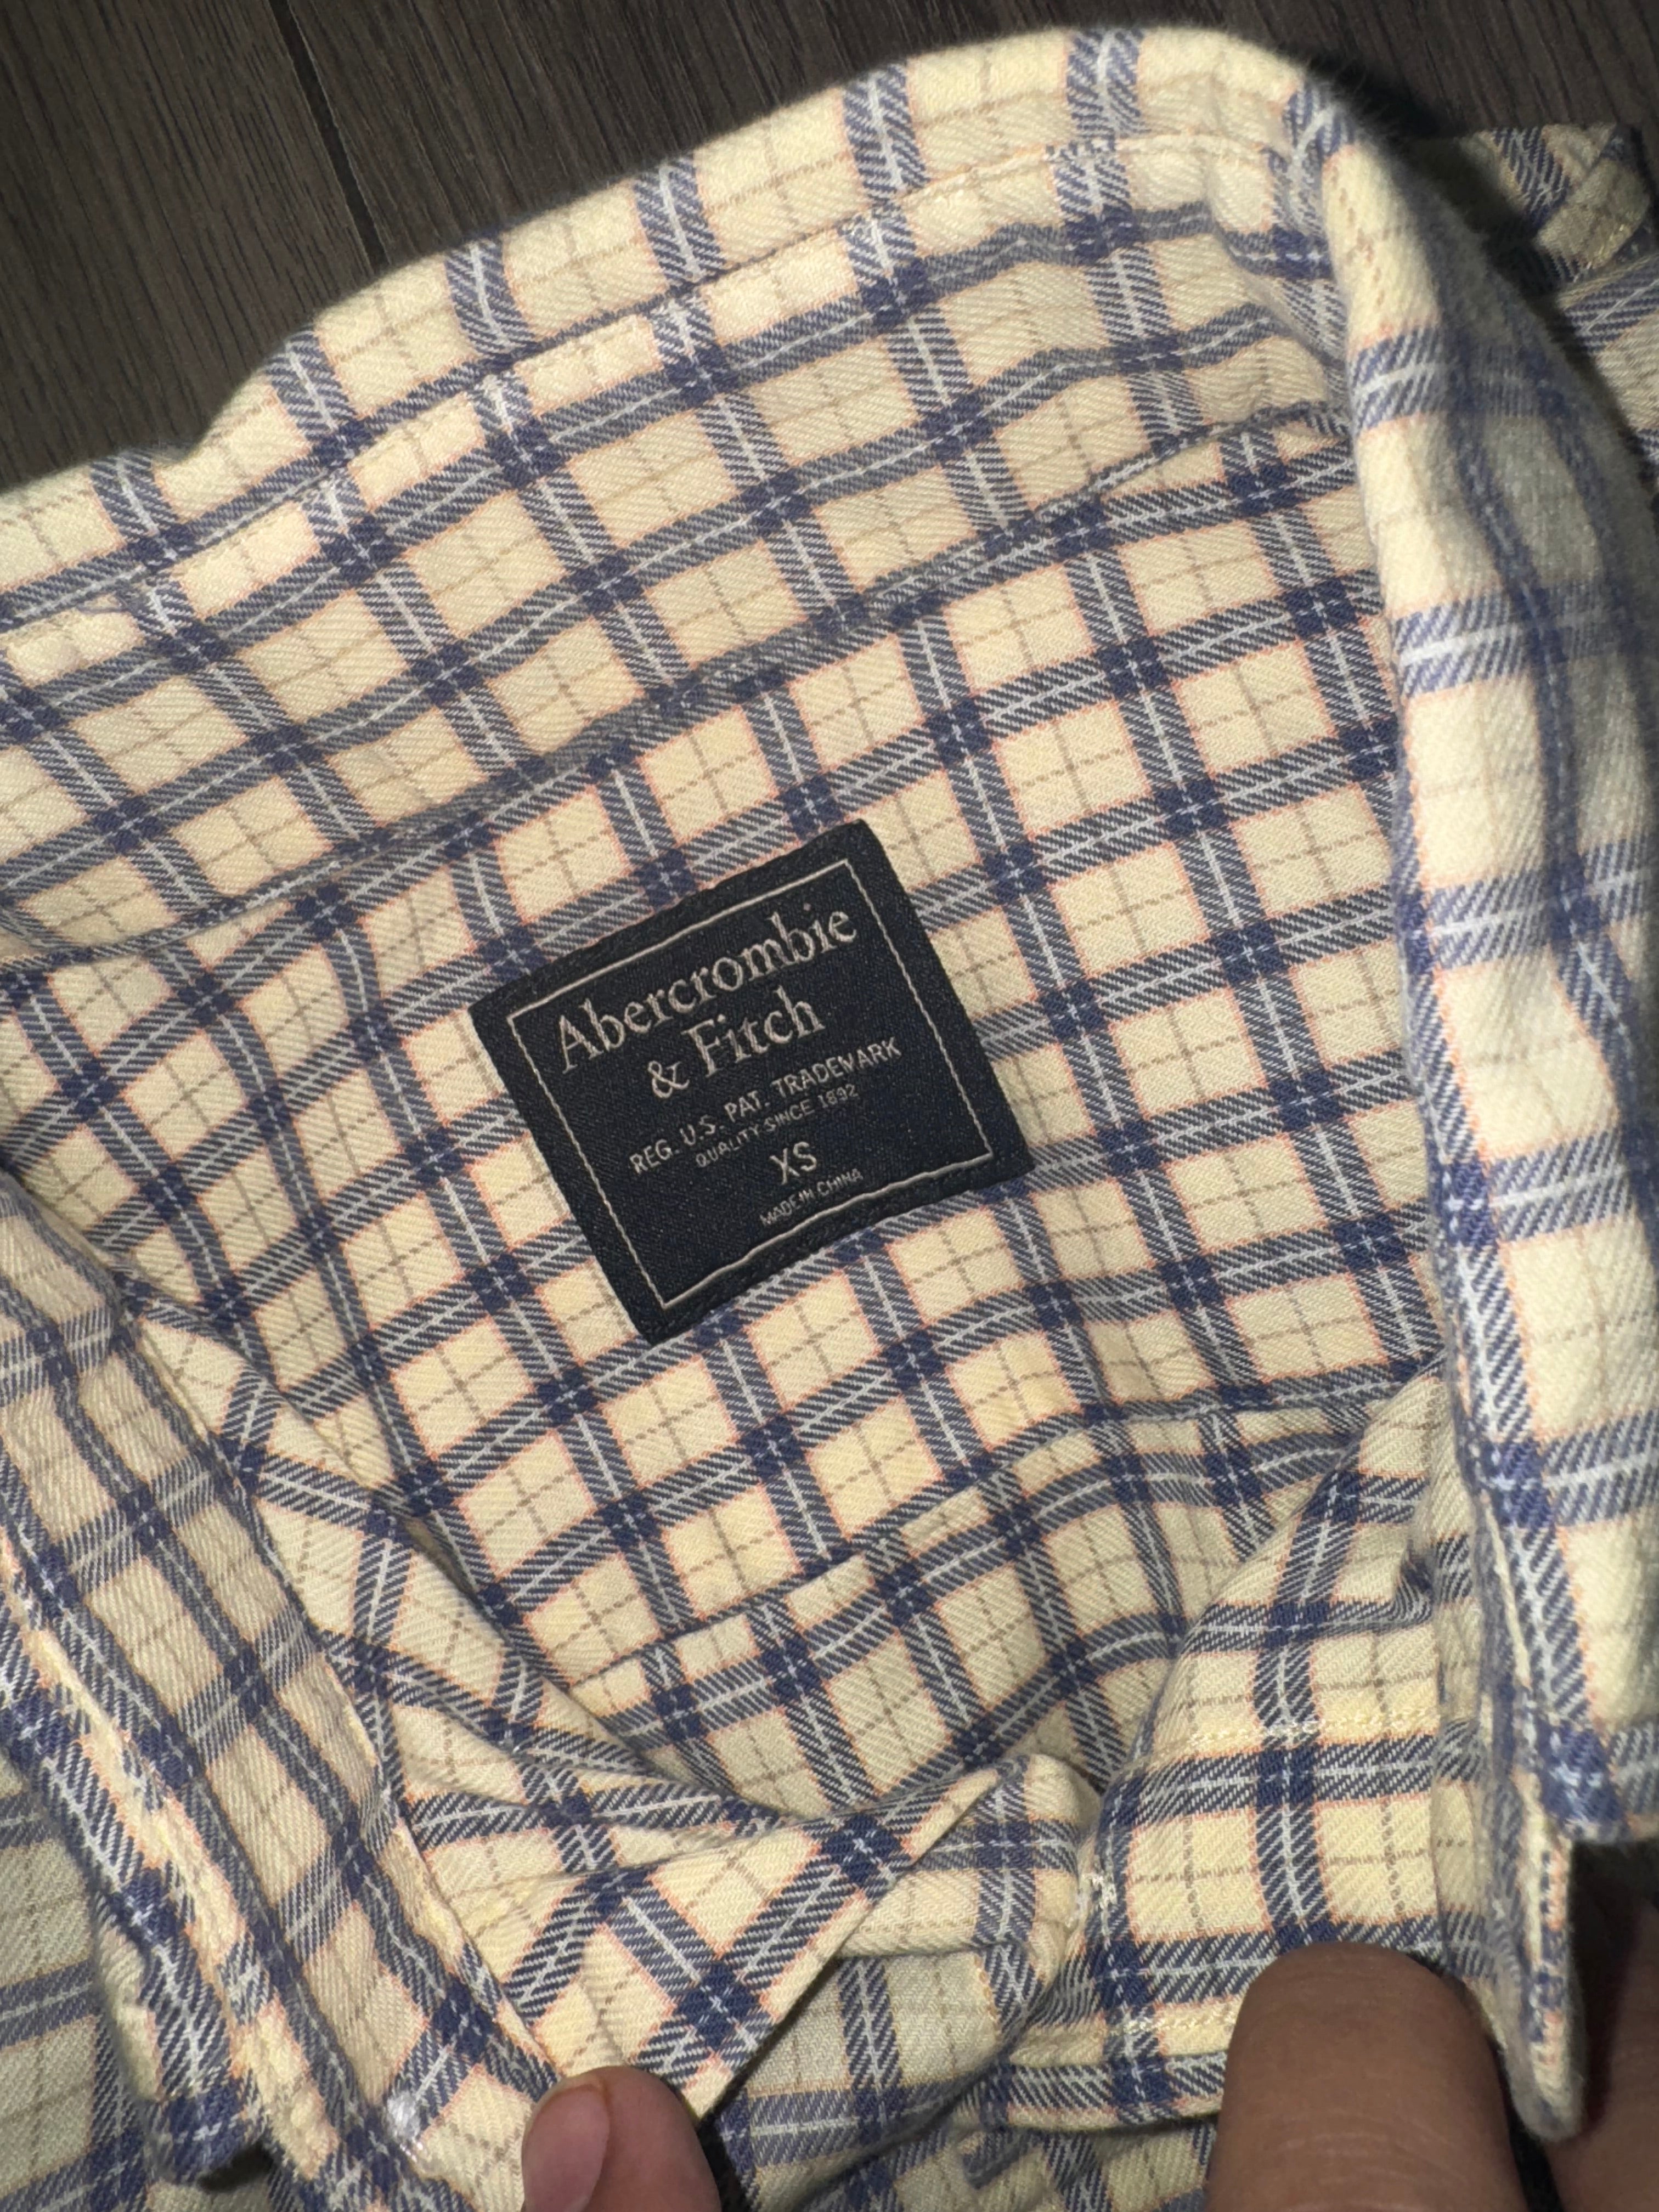 Abercrombie
& Fitch
REG. U.S. PAT. TRADEMARK
QUALITY SINCE 1892
XS
MADE IN CHINA